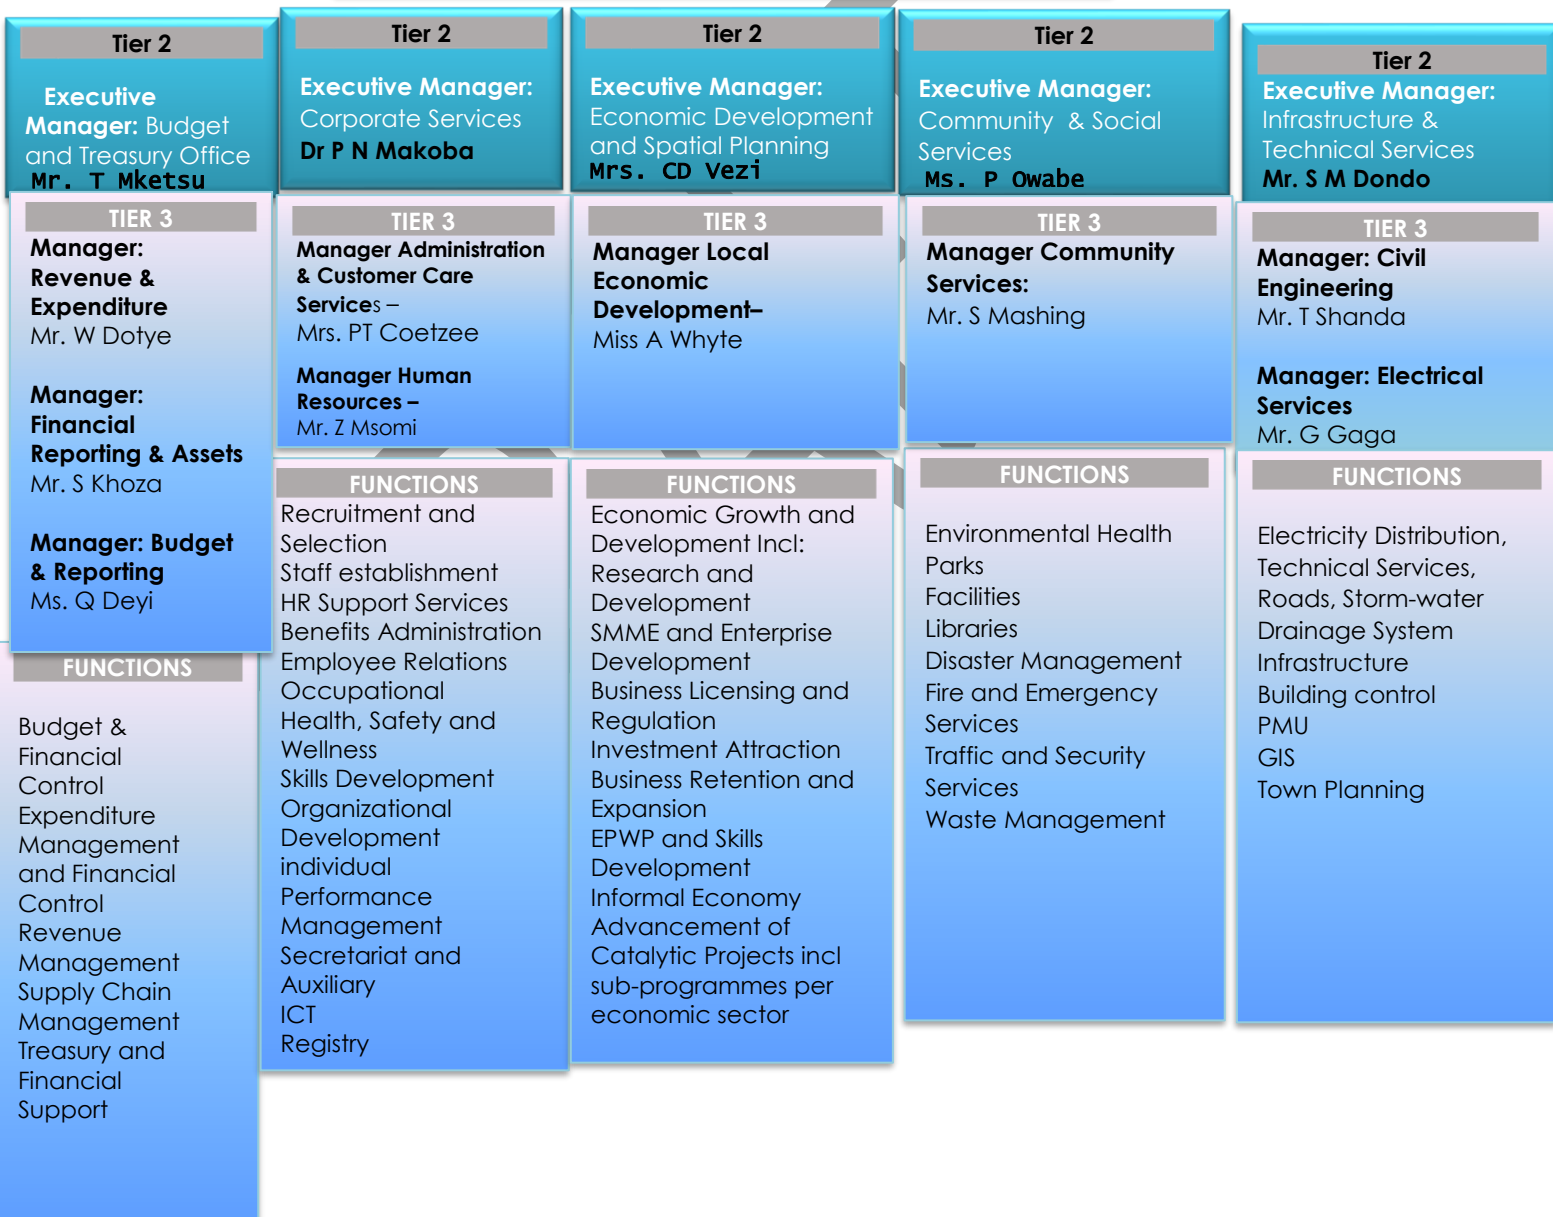 Tier 2
Executive
Manager: Budget
and Treasury Office
Mr. T Mketsu
TIER 3
Manager:
Revenue &
Expenditure
Mr. W Dotye
Manager:
Financial
Reporting & Assets
Mr. S Khoza
Manager: Budget
& Reporting
Ms. Q Deyi
FUNCTIONS
Budget &
Financial
Control
Expenditure
Management
and Financial
Control
Revenue
Management
Supply Chain
Management
Treasury and
Financial
Support
Tier 2
Executive Manager:
Corporate Services
Dr P N Makoba
TIER 3
Manager Administration
& Customer Care
Services –
Mrs. PT Coetzee
Manager Human
Resources –
Mr. Z Msomi
FUNCTIONS
Recruitment and
Selection
Staff establishment
HR Support Services
Benefits Administration
Employee Relations
Occupational
Health, Safety and
Wellness
Skills Development
Organizational
Development
individual
Performance
Management
Secretariat and
Auxiliary
ICT
Registry
Tier 2
Executive Manager:
Economic Development
and Spatial Planning
Mrs. CD Vezi
TIER 3
Manager Local
Economic
Development–
Miss A Whyte
FUNCTIONS
Economic Growth and
Development Incl:
Research and
Development
SMME and Enterprise
Development
Business Licensing and
Regulation
Investment Attraction
Business Retention and
Expansion
EPWP and Skills
Development
Informal Economy
Advancement of
Catalytic Projects incl
sub-programmes per
economic sector
Tier 2
Executive Manager:
Community & Social
Services
Ms. P Owabe
TIER 3
Manager Community
Services:
Mr. S Mashing
FUNCTIONS
Environmental Health
Parks
Facilities
Libraries
Disaster Management
Fire and Emergency
Services
Traffic and Security
Services
Waste Management
Tier 2
Executive Manager:
Infrastructure &
Technical Services
Mr. S M Dondo
TIER 3
Manager: Civil
Engineering
Mr. T Shanda
Manager: Electrical
Services
Mr. G Gaga
FUNCTIONS
Electricity Distribution,
Technical Services,
Roads, Storm-water
Drainage System
Infrastructure
Building control
PMU
GIS
Town Planning